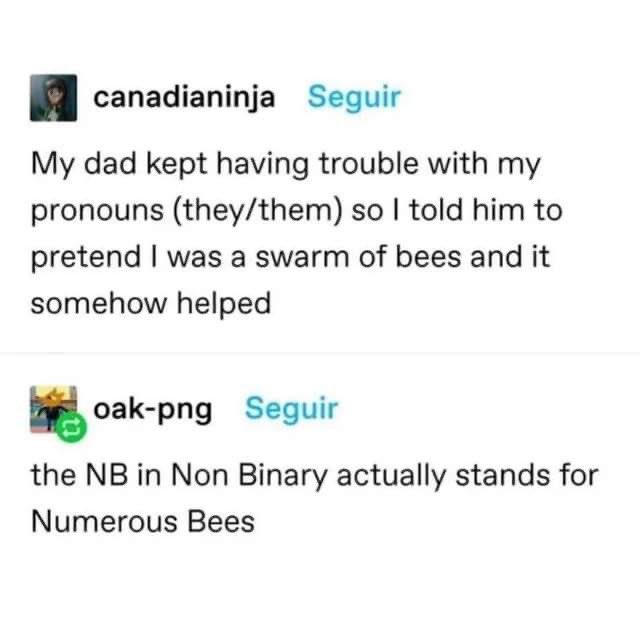 canadianinja Seguir
My dad kept having trouble with my
pronouns (they/them) so I told him to
pretend I was a swarm of bees and it
somehow helped
oak-png Seguir
the NB in Non Binary actually stands for
Numerous Bees